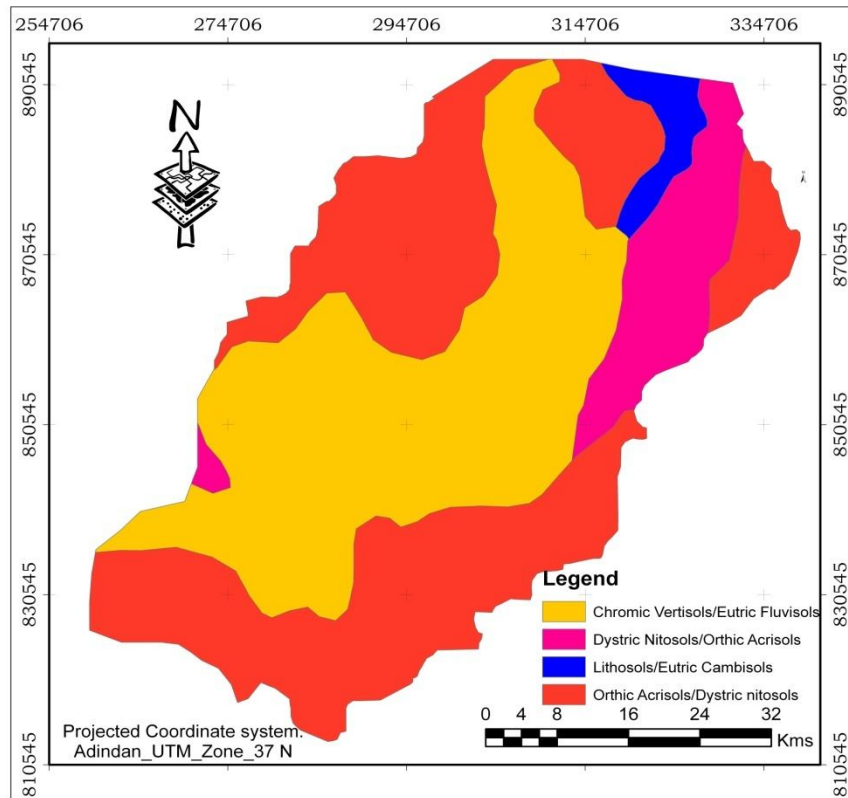 254706 274706 294706 314706 334706
890545 890545
N
870545 870545
850545 850545
830545 830545
Legend
Chromic Vertisols/Eutric Fluvisols
Dystric Nitosols/Orthic Acrisols
Lithosols/Eutric Cambisols
Orthic Acrisols/Dystric nitosols
Projected Coordinate system.
Adindan_UTM_Zone_37 N
0 4 8 16 24 32
Kms
810545 810545